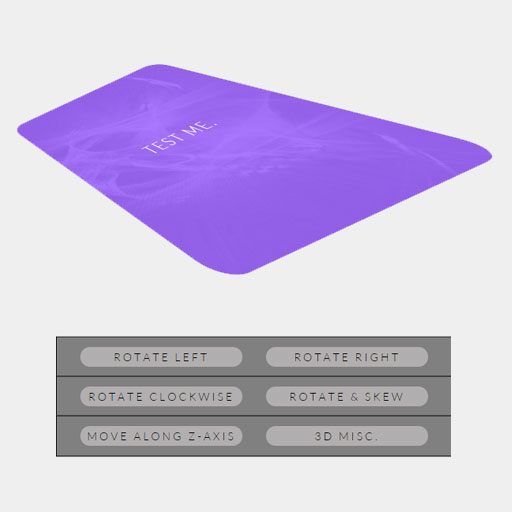 TEST ME.
ROTATE LEFT
ROTATE RIGHT
ROTATE CLOCKWISE
ROTATE & SKEW
MOVE ALONG Z-AXIS
3D MISC.